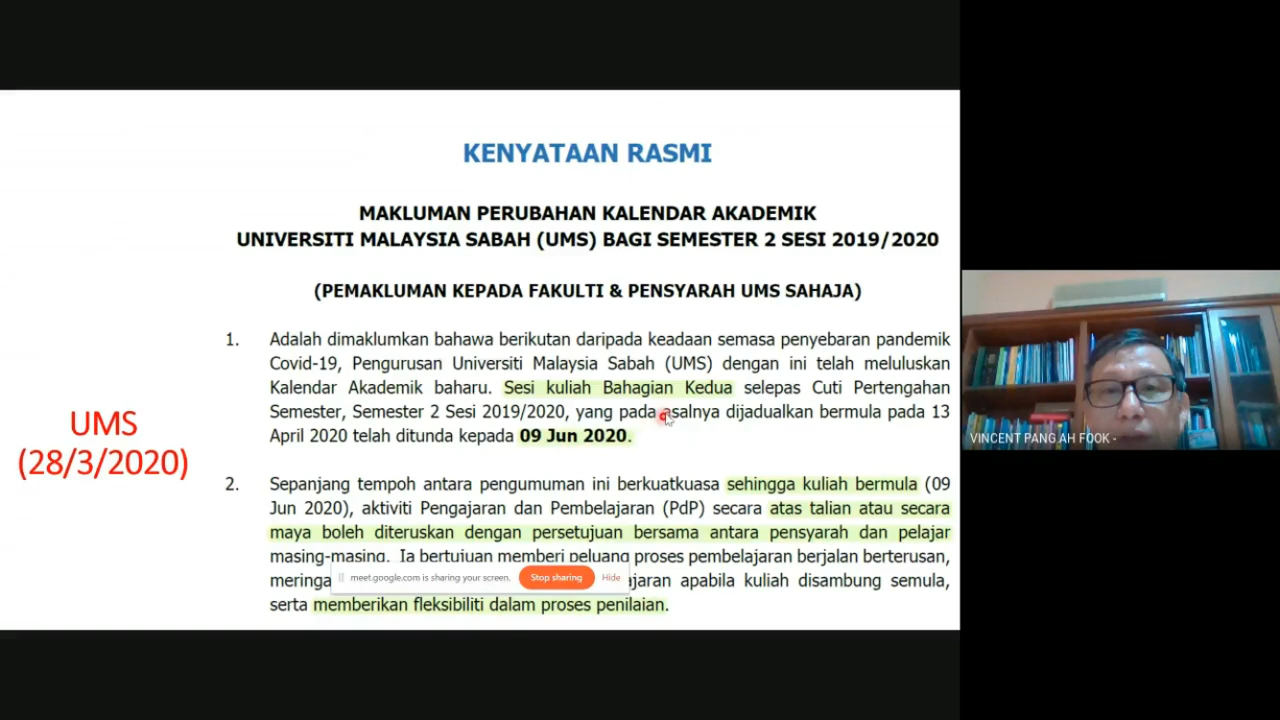 KENYATAAN RASMI
MAKLUMAN PERUBAHAN KALENDAR AKADEMIK
UNIVERSITI MALAYSIA SABAH (UMS) BAGI SEMESTER 2 SESI 2019/2020
(PEMAKLUMAN KEPADA FAKULTI & PENSYARAH UMS SAHAJA)
1. Adalah dimaklumkan bahawa berikutan daripada keadaan semasa penyebaran pandemik
Covid-19, Pengurusan Universiti Malaysia Sabah (UMS) dengan ini telah meluluskan
Kalendar Akademik baharu. Sesi kuliah Bahagian Kedua selepas Cuti Pertengahan
Semester, Semester 2 Sesi 2019/2020, yang pada asalnya dijadualkan bermula pada 13
April 2020 telah ditunda kepada 09 Jun 2020.
2. Sepanjang tempoh antara pengumuman ini berkuatkuasa sehingga kuliah bermula (09
Jun 2020), aktiviti Pengajaran dan Pembelajaran (PdP) secara atas talian atau secara
maya boleh diteruskan dengan persetujuan bersama antara pensyarah dan pelajar
masing-masing. Ia bertujuan memberi peluang proses pembelajaran berjalan berterusan,
apabila kuliah disambung semula,
serta memberikan fleksibiliti dalam proses penilaian.
UMS
(28/3/2020)
meet.google.com is sharing your screen.
Stop sharing
Hide
VINCENT PANG AH FOOK -